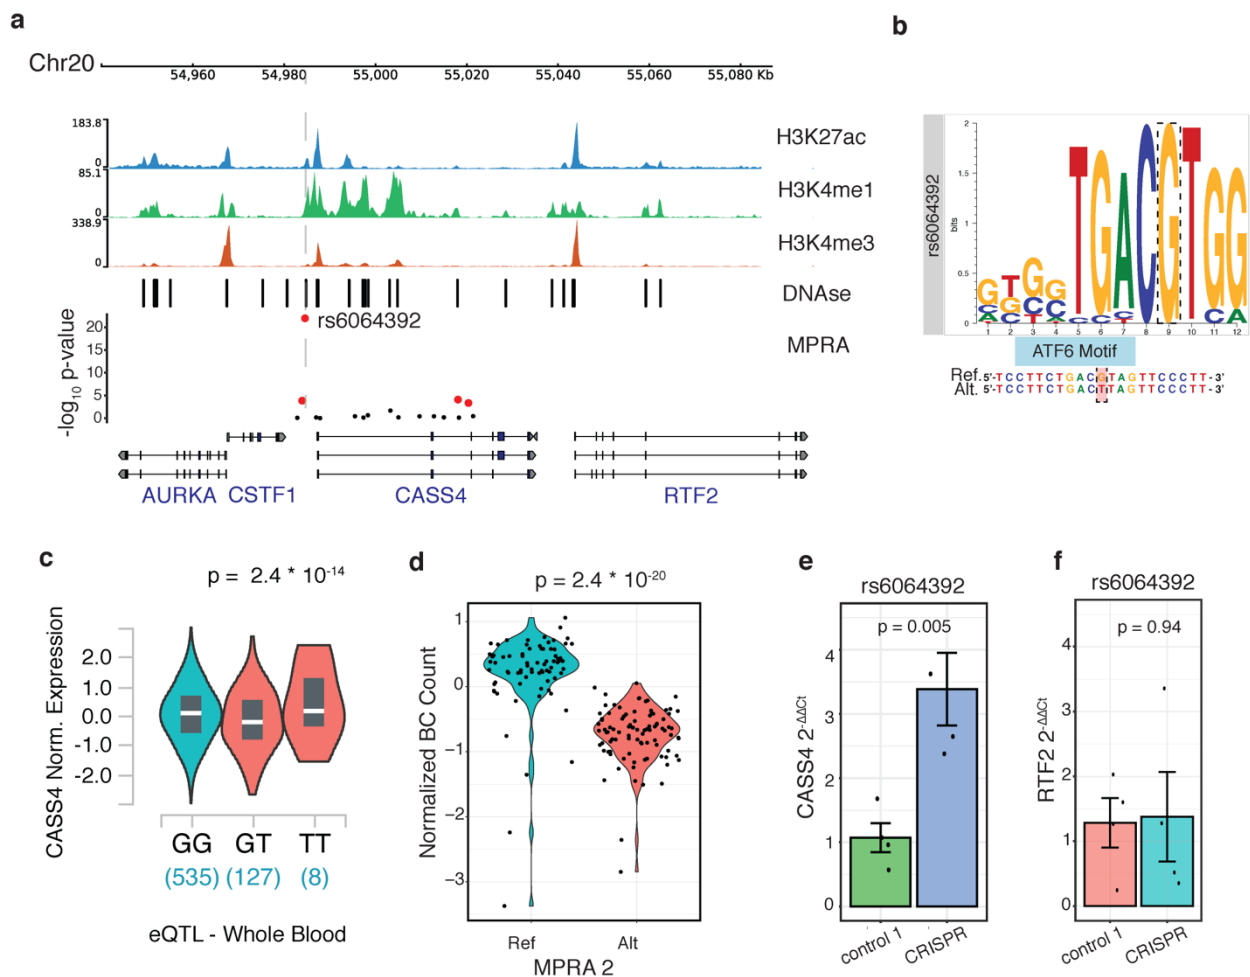 a
Chr20
54,960 54,980 55,000 55,020 55,040 55,060 55,080 Kb
183.8
0
H3K27ac
85.1
0
H3K4me1
338.9
0
H3K4me3
DNAse
rs6064392
MPRA
-log10 p-value
20
15
10
5
0
AURKA CSTF1 CASS4 RTF2
b
rs6064392
bits
2
1.5
1
0.5
0
1 2 3 4 5 6 7 8 9 10 11 12
ATF6 Motif
Ref. 5'-TCCTTCTGACGTAGTTCCCTT-3'
Alt. 5'-TCCTTCTGACTTAGTTCCCTT-3'
c
p = 2.4 * 10-14
CASS4 Norm. Expression
2.0
1.0
0.0
-1.0
-2.0
GG GT TT
(535) (127) (8)
eQTL - Whole Blood
d
p = 2.4 * 10-20
Normalized BC Count
1
0
−1
−2
−3
Ref Alt
MPRA 2
e
rs6064392
p = 0.005
CASS4 2-ΔΔCt
4
3
2
1
0
control 1 CRISPR
f
rs6064392
p = 0.94
RTF2 2-ΔΔCt
4
3
2
1
0
control 1 CRISPR